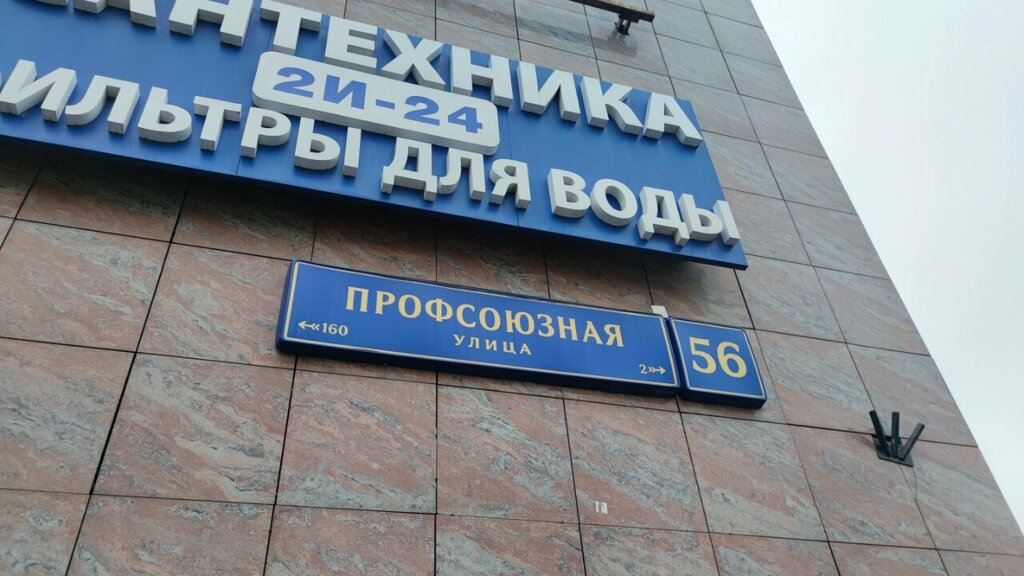 АНТЕХНИКА
2И-24
ИЛЬТРЫ ДЛЯ ВОДЫ
ПРОФСОЮЗНАЯ
УЛИЦА
160
2
56